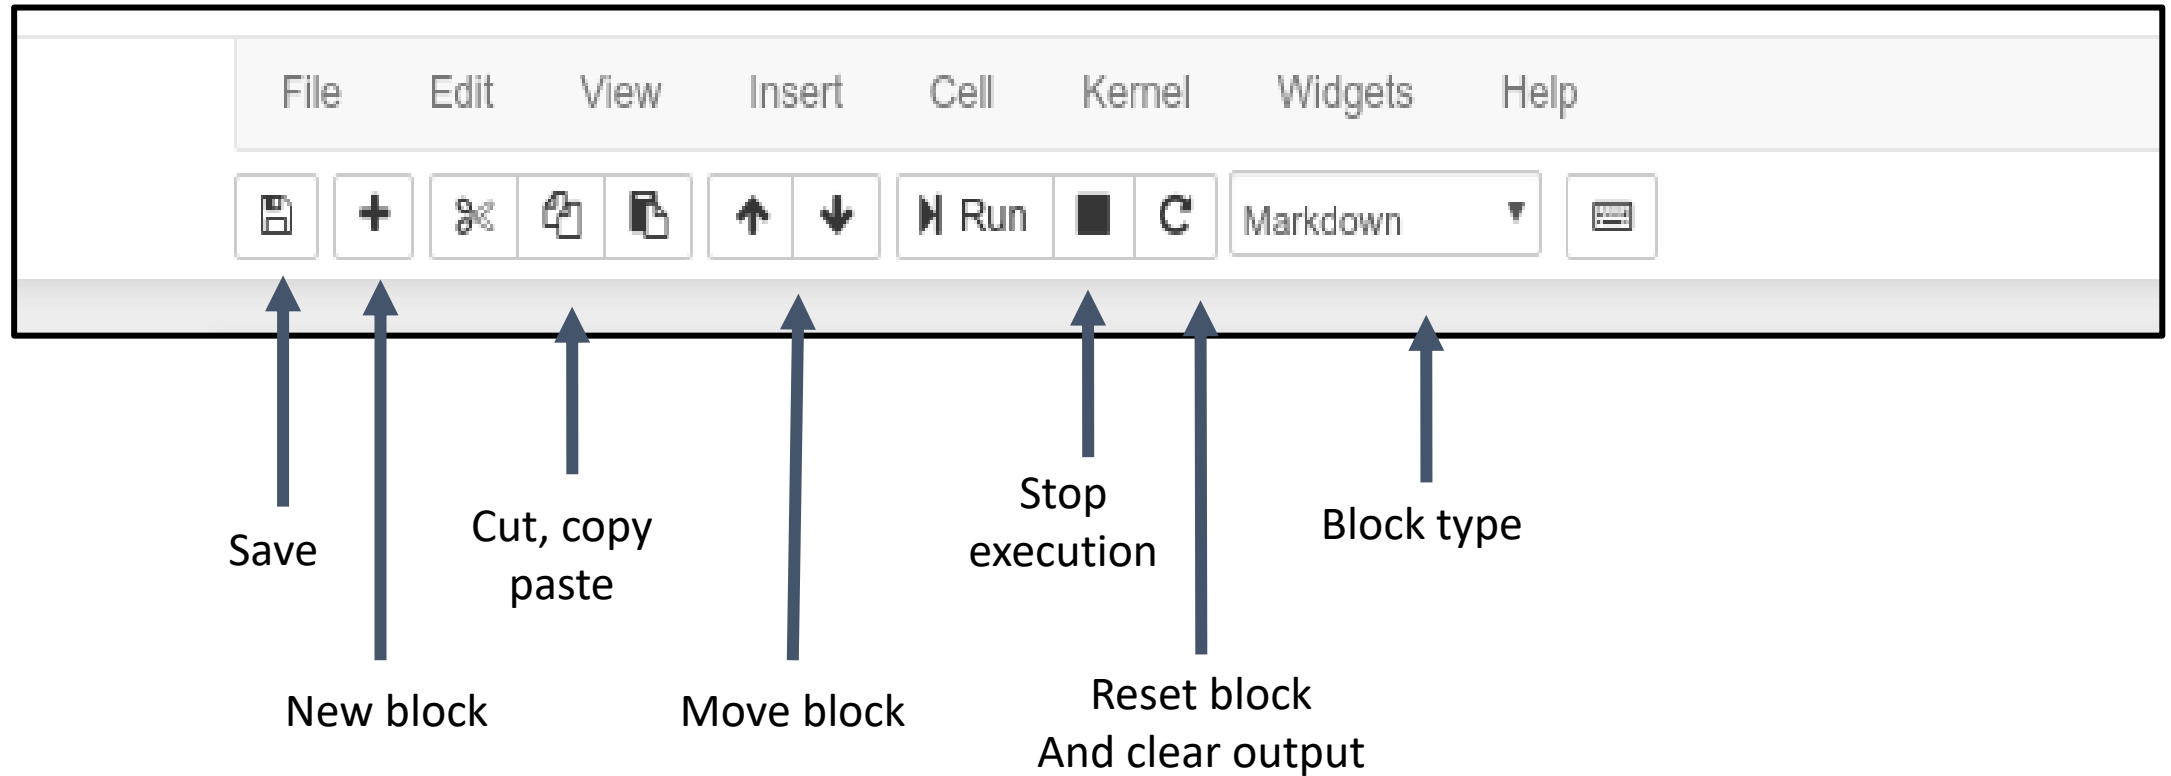 File Edit View Insert Cell Kernel Widgets Help
Run Markdown
Save
Cut, copy
paste
Stop
execution
Block type
New block
Move block
Reset block
And clear output